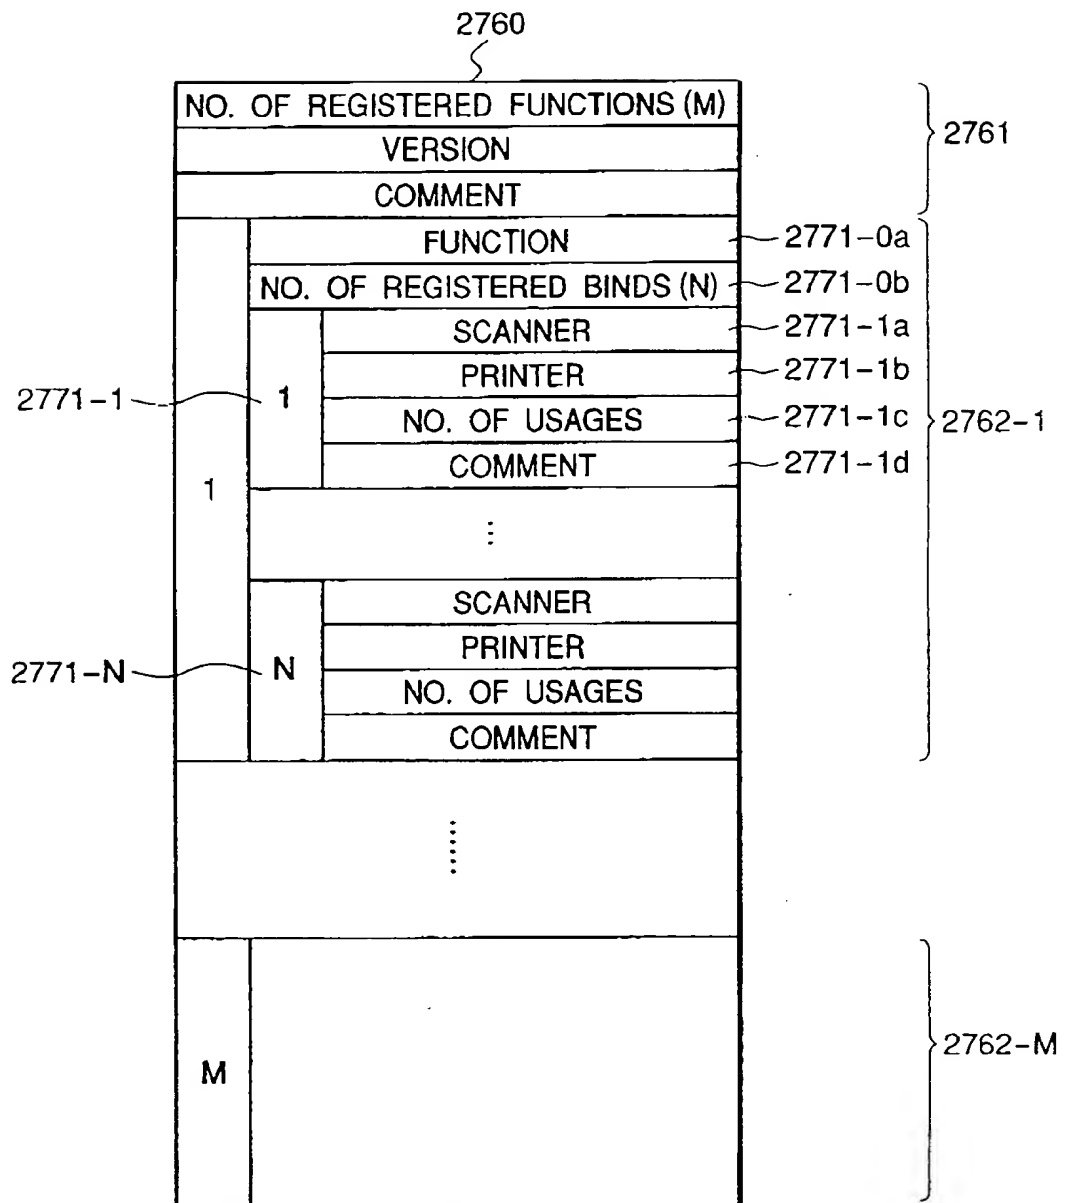 2760
NO. OF REGISTERED FUNCTIONS (M)
2761
VERSION
COMMENT
FUNCTION
2771-0a
NO. OF REGISTERED BINDS (N)
2771-0b
SCANNER
2771-1a
PRINTER
2771-1b
2771-1
1
NO. OF USAGES
2771-1c
2762-1
COMMENT
2771-1d
1
⋮
SCANNER
PRINTER
2771-N
N
NO. OF USAGES
COMMENT
⋮
M
2762-M